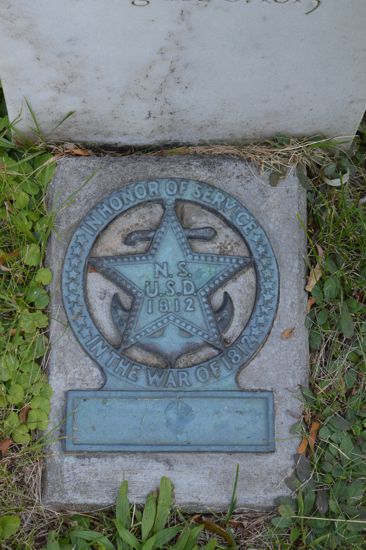 IN HONOR OF SERVICE
N.S.
U.S.D.
1812
IN THE WAR OF 1812